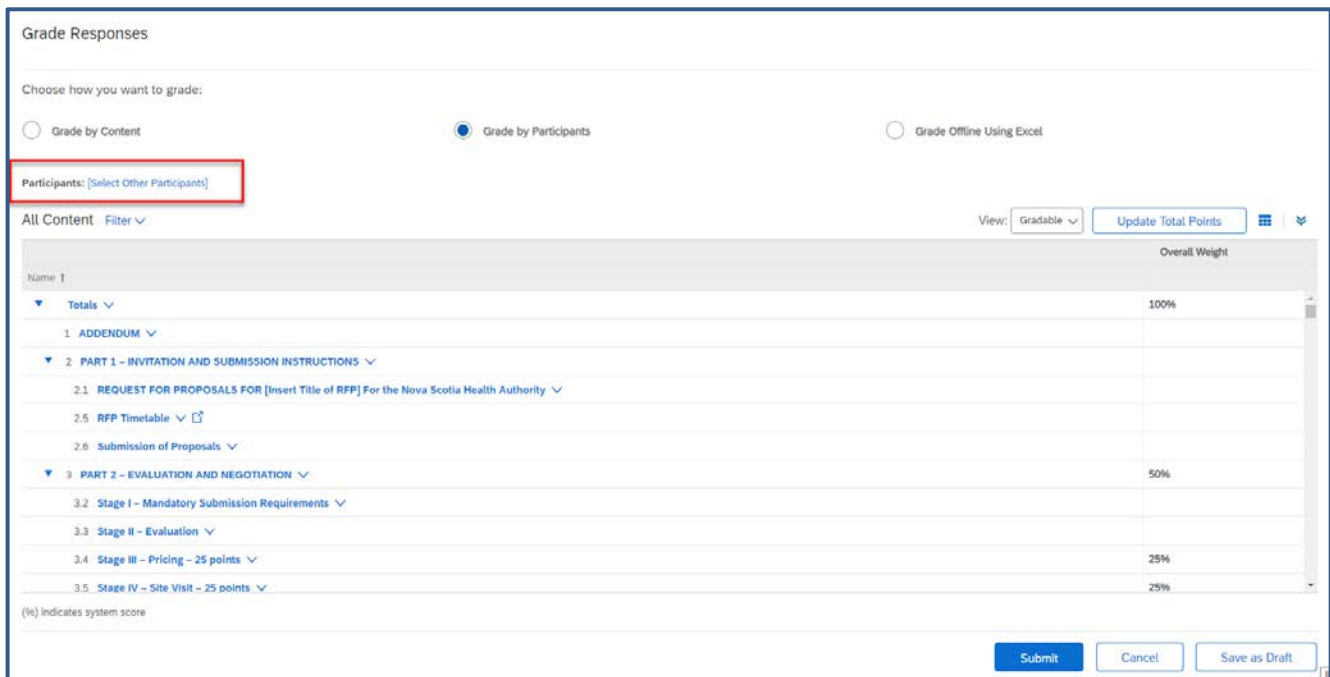 Grade Responses
Choose how you want to grade:
Grade by Content Grade by Participants Grade Offline Using Excel
Participants: [Select Other Participants]
All Content Filter View: Gradable Update Total Points
Overall Weight
Name ↑
Totals 100%
1 ADDENDUM
2 PART 1 – INVITATION AND SUBMISSION INSTRUCTIONS
2.1 REQUEST FOR PROPOSALS FOR [Insert Title of RFP] For the Nova Scotia Health Authority
2.5 RFP Timetable
2.6 Submission of Proposals
3 PART 2 – EVALUATION AND NEGOTIATION 50%
3.2 Stage I – Mandatory Submission Requirements
3.3 Stage II – Evaluation
3.4 Stage III – Pricing – 25 points 25%
3.5 Stage IV – Site Visit – 25 points 25%
(%) indicates system score
Submit Cancel Save as Draft